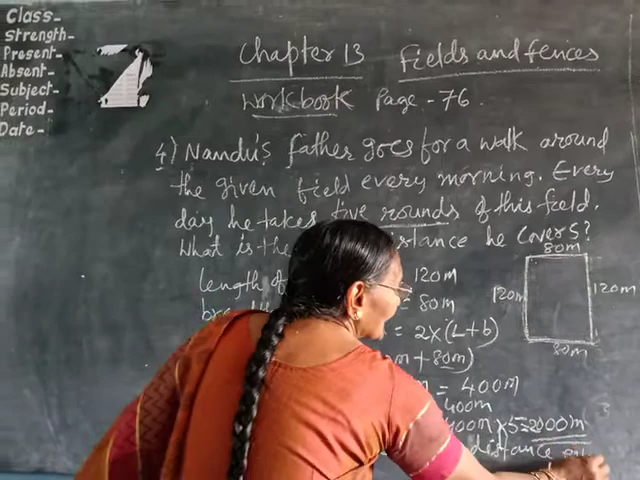 Class-
Strength-
Present-
Absent-
Subject-
Period-
Date-
Chapter 13 Fields and fences
Workbook Page - 76.
4) Nandu's father goes for a walk around
the given field every morning. Every
day he takes five rounds of this field.
What is the distance he covers?
80m
120m 120m
80m
length of 120m
= 80m
= 2x(L+b)
m + 80m)
= 400m
400m
400m x5=2000m
distance